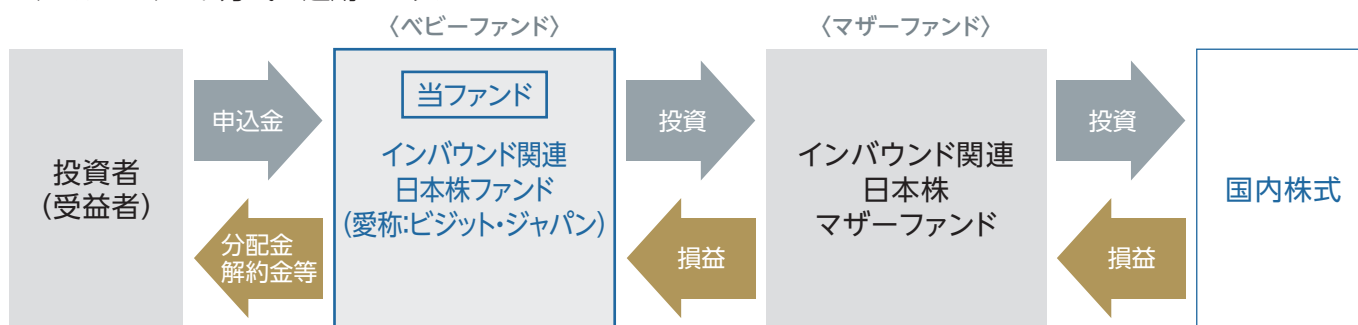 〈ベビーファンド〉
〈マザーファンド〉
投資者
(受益者)
申込金
分配金
解約金等
当ファンド
インバウンド関連
日本株ファンド
(愛称:ビジット・ジャパン)
投資
損益
インバウンド関連
日本株
マザーファンド
投資
損益
国内株式